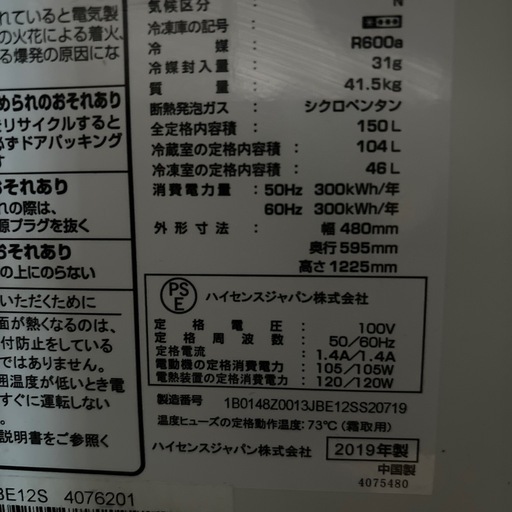 れていると電気製
の火花による着火、
る爆発の原因にな
められのおそれあり
をリサイクルすると
必ずドアパッキング
す
おそれあり
れの際は、
源プラグを抜く
おそれあり
の上にのらない
いただくために
面が熱くなるのは、
付防止をしている
ではありません。
囲温度が低いとき電
すぐに運転しない
。
説明書をご参照く
気候区分 : N
冷凍庫の記号 :
冷媒 : R600a
冷媒封入量 : 31g
質量 : 41.5kg
断熱発泡ガス : シクロペンタン
全定格内容積 : 150L
冷蔵室の定格内容積 : 104L
冷凍室の定格内容積 : 46L
消費電力量 : 50Hz 300kWh/年
60Hz 300kWh/年
外形寸法 : 幅 480mm
奥行 595mm
高さ 1225mm
PSE ハイセンスジャパン株式会社
定格電圧 : 100V
定格周波数 : 50/60Hz
定格電流 : 1.4A/1.4A
電動機の定格消費電力 : 105/105W
電熱装置の定格消費電力 : 120/120W
製造番号 1B0148Z0013JBE12SS20719
温度ヒューズの定格動作温度:73℃(霜取用)
ハイセンスジャパン株式会社 2019年製
中国製
4075480
BE12S 4076201